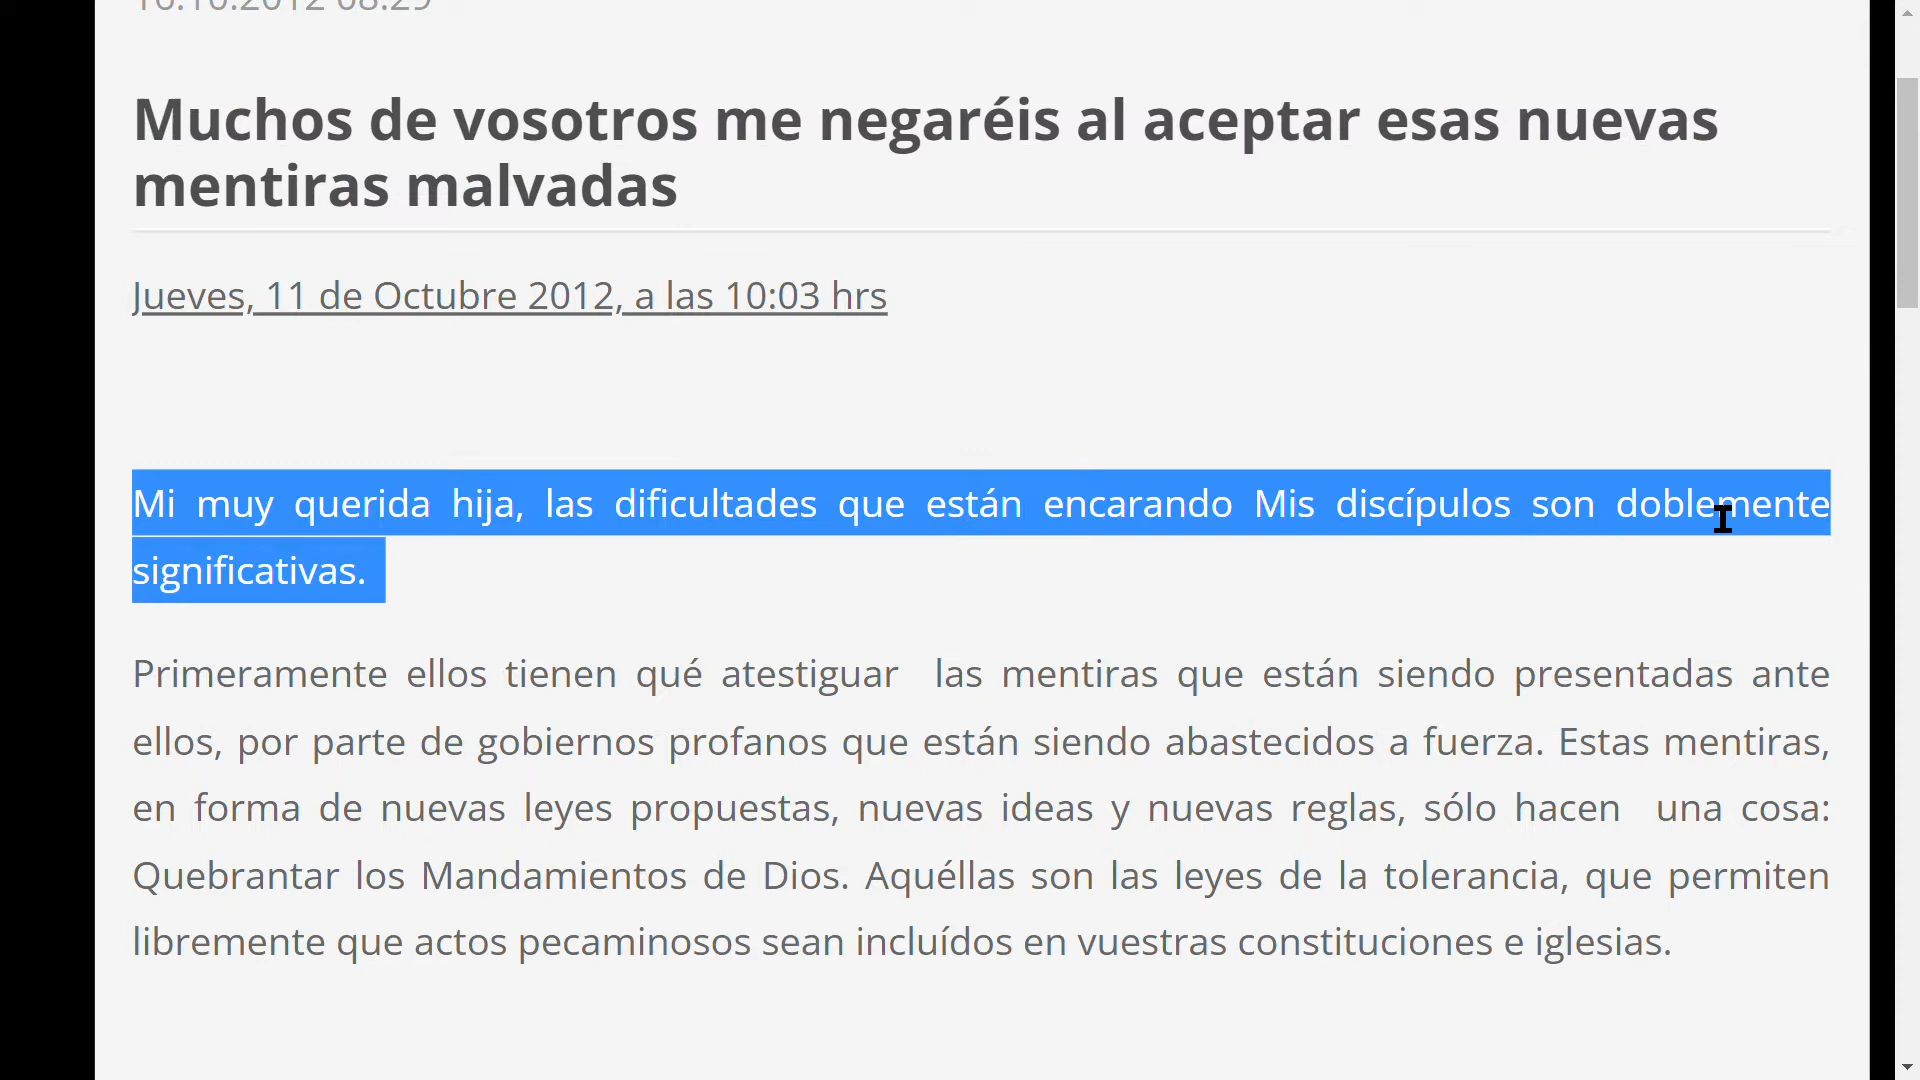 16.10.2012 08:29
Muchos de vosotros me negaréis al aceptar esas nuevas
mentiras malvadas
Jueves, 11 de Octubre 2012, a las 10:03 hrs
Mi muy querida hija, las dificultades que están encarando Mis discípulos son doblemente
significativas.
Primeramente ellos tienen qué atestiguar las mentiras que están siendo presentadas ante
ellos, por parte de gobiernos profanos que están siendo abastecidos a fuerza. Estas mentiras,
en forma de nuevas leyes propuestas, nuevas ideas y nuevas reglas, sólo hacen una cosa:
Quebrantar los Mandamientos de Dios. Aquéllas son las leyes de la tolerancia, que permiten
libremente que actos pecaminosos sean incluídos en vuestras constituciones e iglesias.